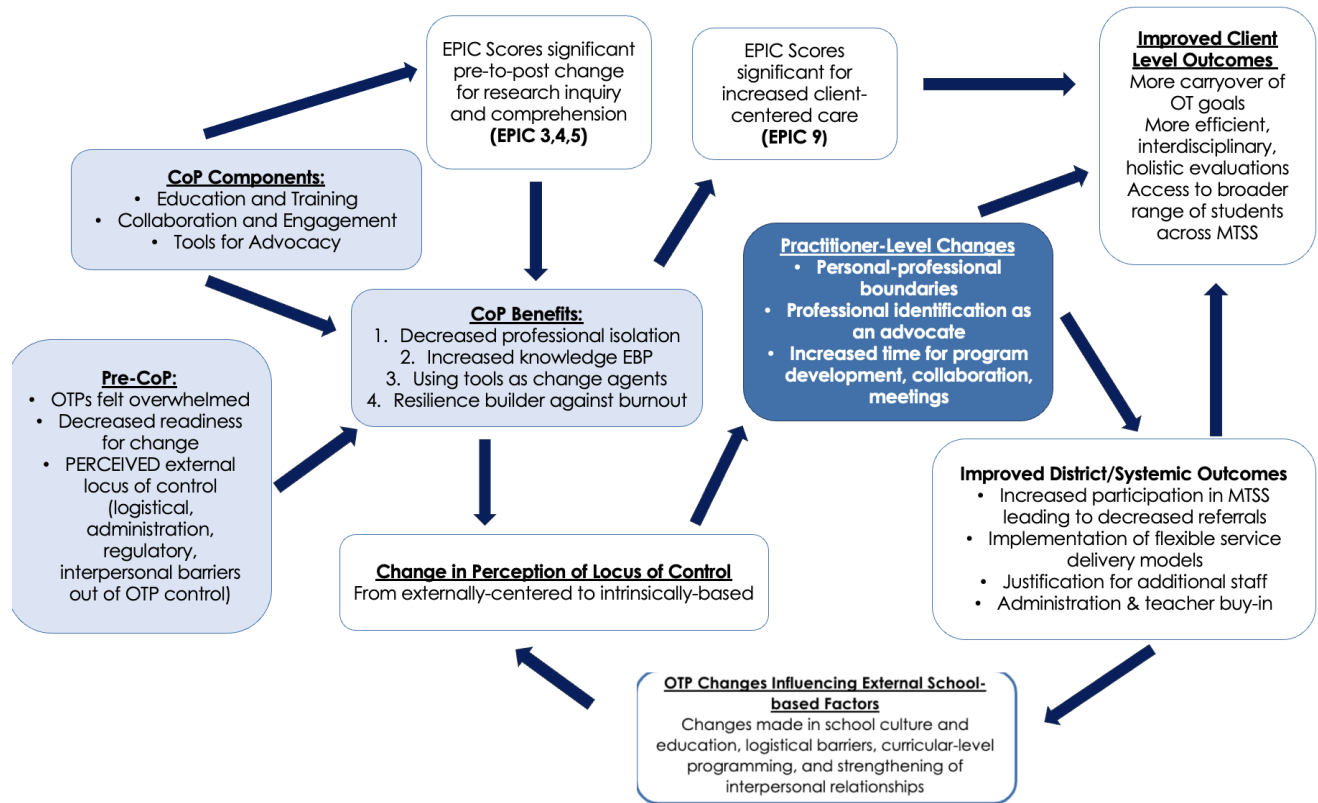 EPIC Scores significant
pre-to-post change
for research inquiry
and comprehension
(EPIC 3,4,5)
EPIC Scores
significant for
increased client-
centered care
(EPIC 9)
Improved Client
Level Outcomes
More carryover of
OT goals
More efficient,
interdisciplinary,
holistic evaluations
Access to broader
range of students
across MTSS
CoP Components:
• Education and Training
• Collaboration and Engagement
• Tools for Advocacy
Practitioner-Level Changes
• Personal-professional
boundaries
• Professional identification as
an advocate
• Increased time for program
development, collaboration,
meetings
CoP Benefits:
1. Decreased professional isolation
2. Increased knowledge EBP
3. Using tools as change agents
4. Resilience builder against burnout
Pre-CoP:
• OTPs felt overwhelmed
• Decreased readiness
for change
• PERCEIVED external
locus of control
(logistical,
administration,
regulatory,
interpersonal barriers
out of OTP control)
Improved District/Systemic Outcomes
• Increased participation in MTSS
leading to decreased referrals
• Implementation of flexible service
delivery models
• Justification for additional staff
• Administration & teacher buy-in
Change in Perception of Locus of Control
From externally-centered to intrinsically-based
OTP Changes Influencing External School-
based Factors
Changes made in school culture and
education, logistical barriers, curricular-level
programming, and strengthening of
interpersonal relationships